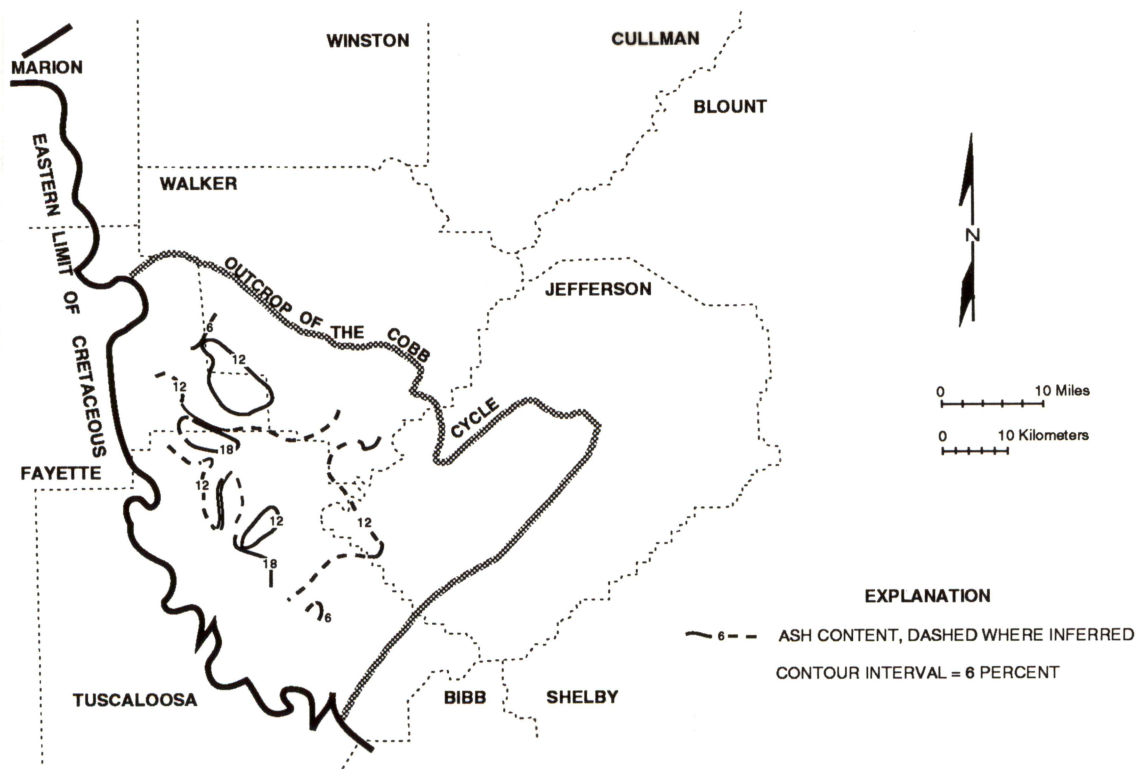 WINSTON
CULLMAN
MARION
BLOUNT
WALKER
EASTERN LIMIT OF CRETACEOUS
OUTCROP OF THE COBB CYCLE
JEFFERSON
N
6
12
12
18
12
12
18
12
6
0 10 Miles
0 10 Kilometers
FAYETTE
TUSCALOOSA
BIBB
SHELBY
EXPLANATION
6 ASH CONTENT, DASHED WHERE INFERRED
CONTOUR INTERVAL = 6 PERCENT